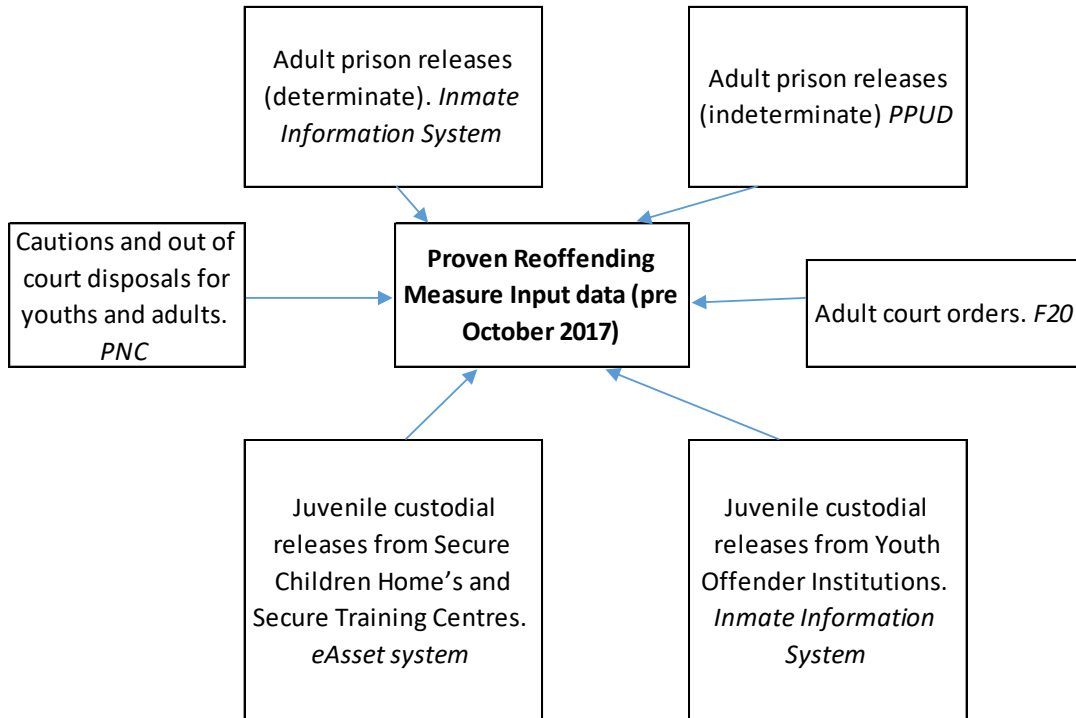 Adult prison releases
(determinate). Inmate
Information System
Adult prison releases
(indeterminate) PPUD
Cautions and out of
court disposals for
youths and adults.
PNC
Proven Reoffending
Measure Input data (pre
October 2017)
Adult court orders. F20
Juvenile custodial
releases from Secure
Children Home’s and
Secure Training Centres.
eAsset system
Juvenile custodial
releases from Youth
Offender Institutions.
Inmate Information
System